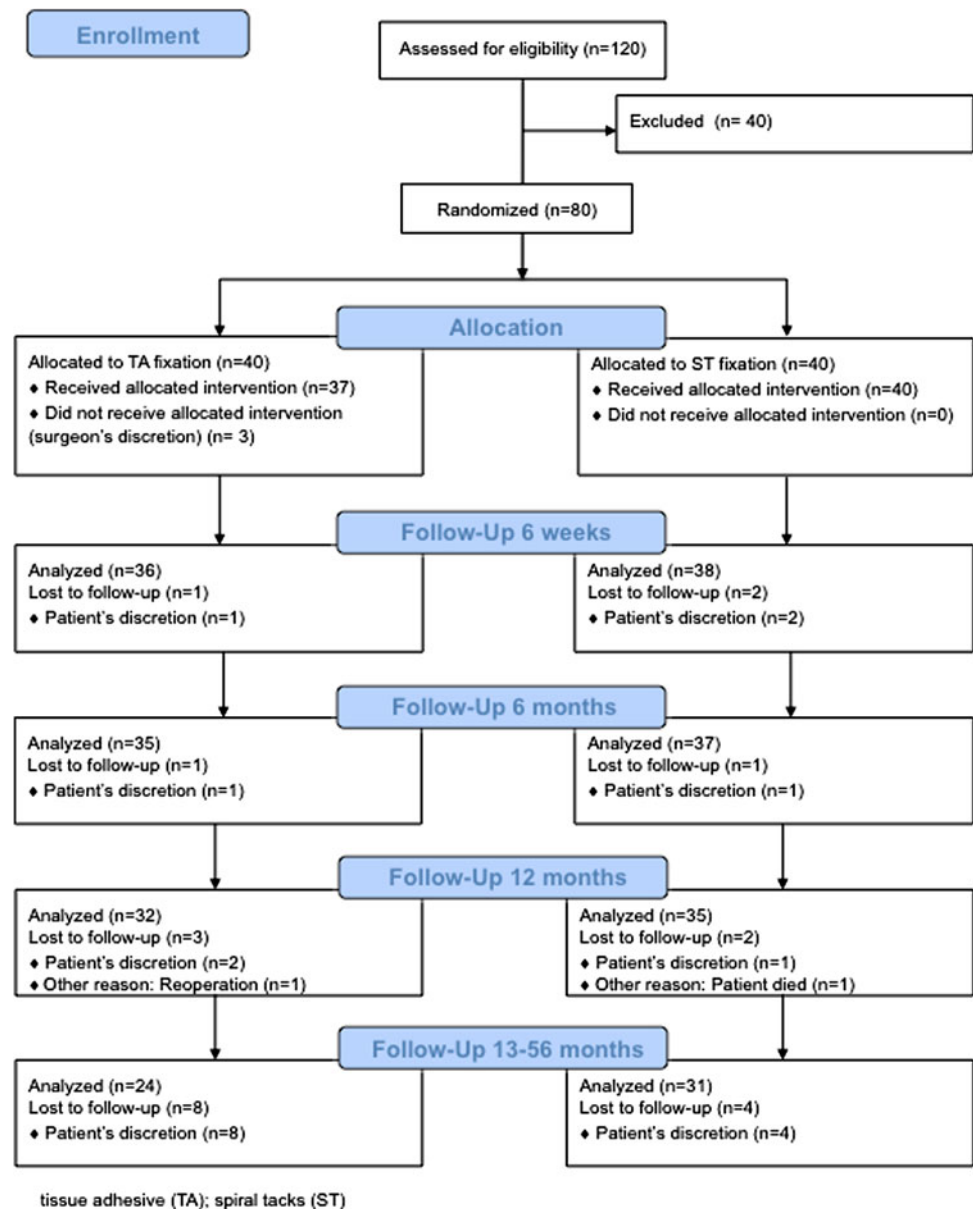 Enrollment
Assessed for eligibility (n=120)
Excluded (n= 40)
Randomized (n=80)
Allocation
Allocated to TA fixation (n=40)
♦ Received allocated intervention (n=37)
♦ Did not receive allocated intervention
(surgeon's discretion) (n= 3)
Allocated to ST fixation (n=40)
♦ Received allocated intervention (n=40)
♦ Did not receive allocated intervention (n=0)
Follow-Up 6 weeks
Analyzed (n=36)
Lost to follow-up (n=1)
♦ Patient's discretion (n=1)
Analyzed (n=38)
Lost to follow-up (n=2)
♦ Patient's discretion (n=2)
Follow-Up 6 months
Analyzed (n=35)
Lost to follow-up (n=1)
♦ Patient's discretion (n=1)
Analyzed (n=37)
Lost to follow-up (n=1)
♦ Patient's discretion (n=1)
Follow-Up 12 months
Analyzed (n=32)
Lost to follow-up (n=3)
♦ Patient's discretion (n=2)
♦ Other reason: Reoperation (n=1)
Analyzed (n=35)
Lost to follow-up (n=2)
♦ Patient's discretion (n=1)
♦ Other reason: Patient died (n=1)
Follow-Up 13-56 months
Analyzed (n=24)
Lost to follow-up (n=8)
♦ Patient's discretion (n=8)
Analyzed (n=31)
Lost to follow-up (n=4)
♦ Patient's discretion (n=4)
tissue adhesive (TA); spiral tacks (ST)